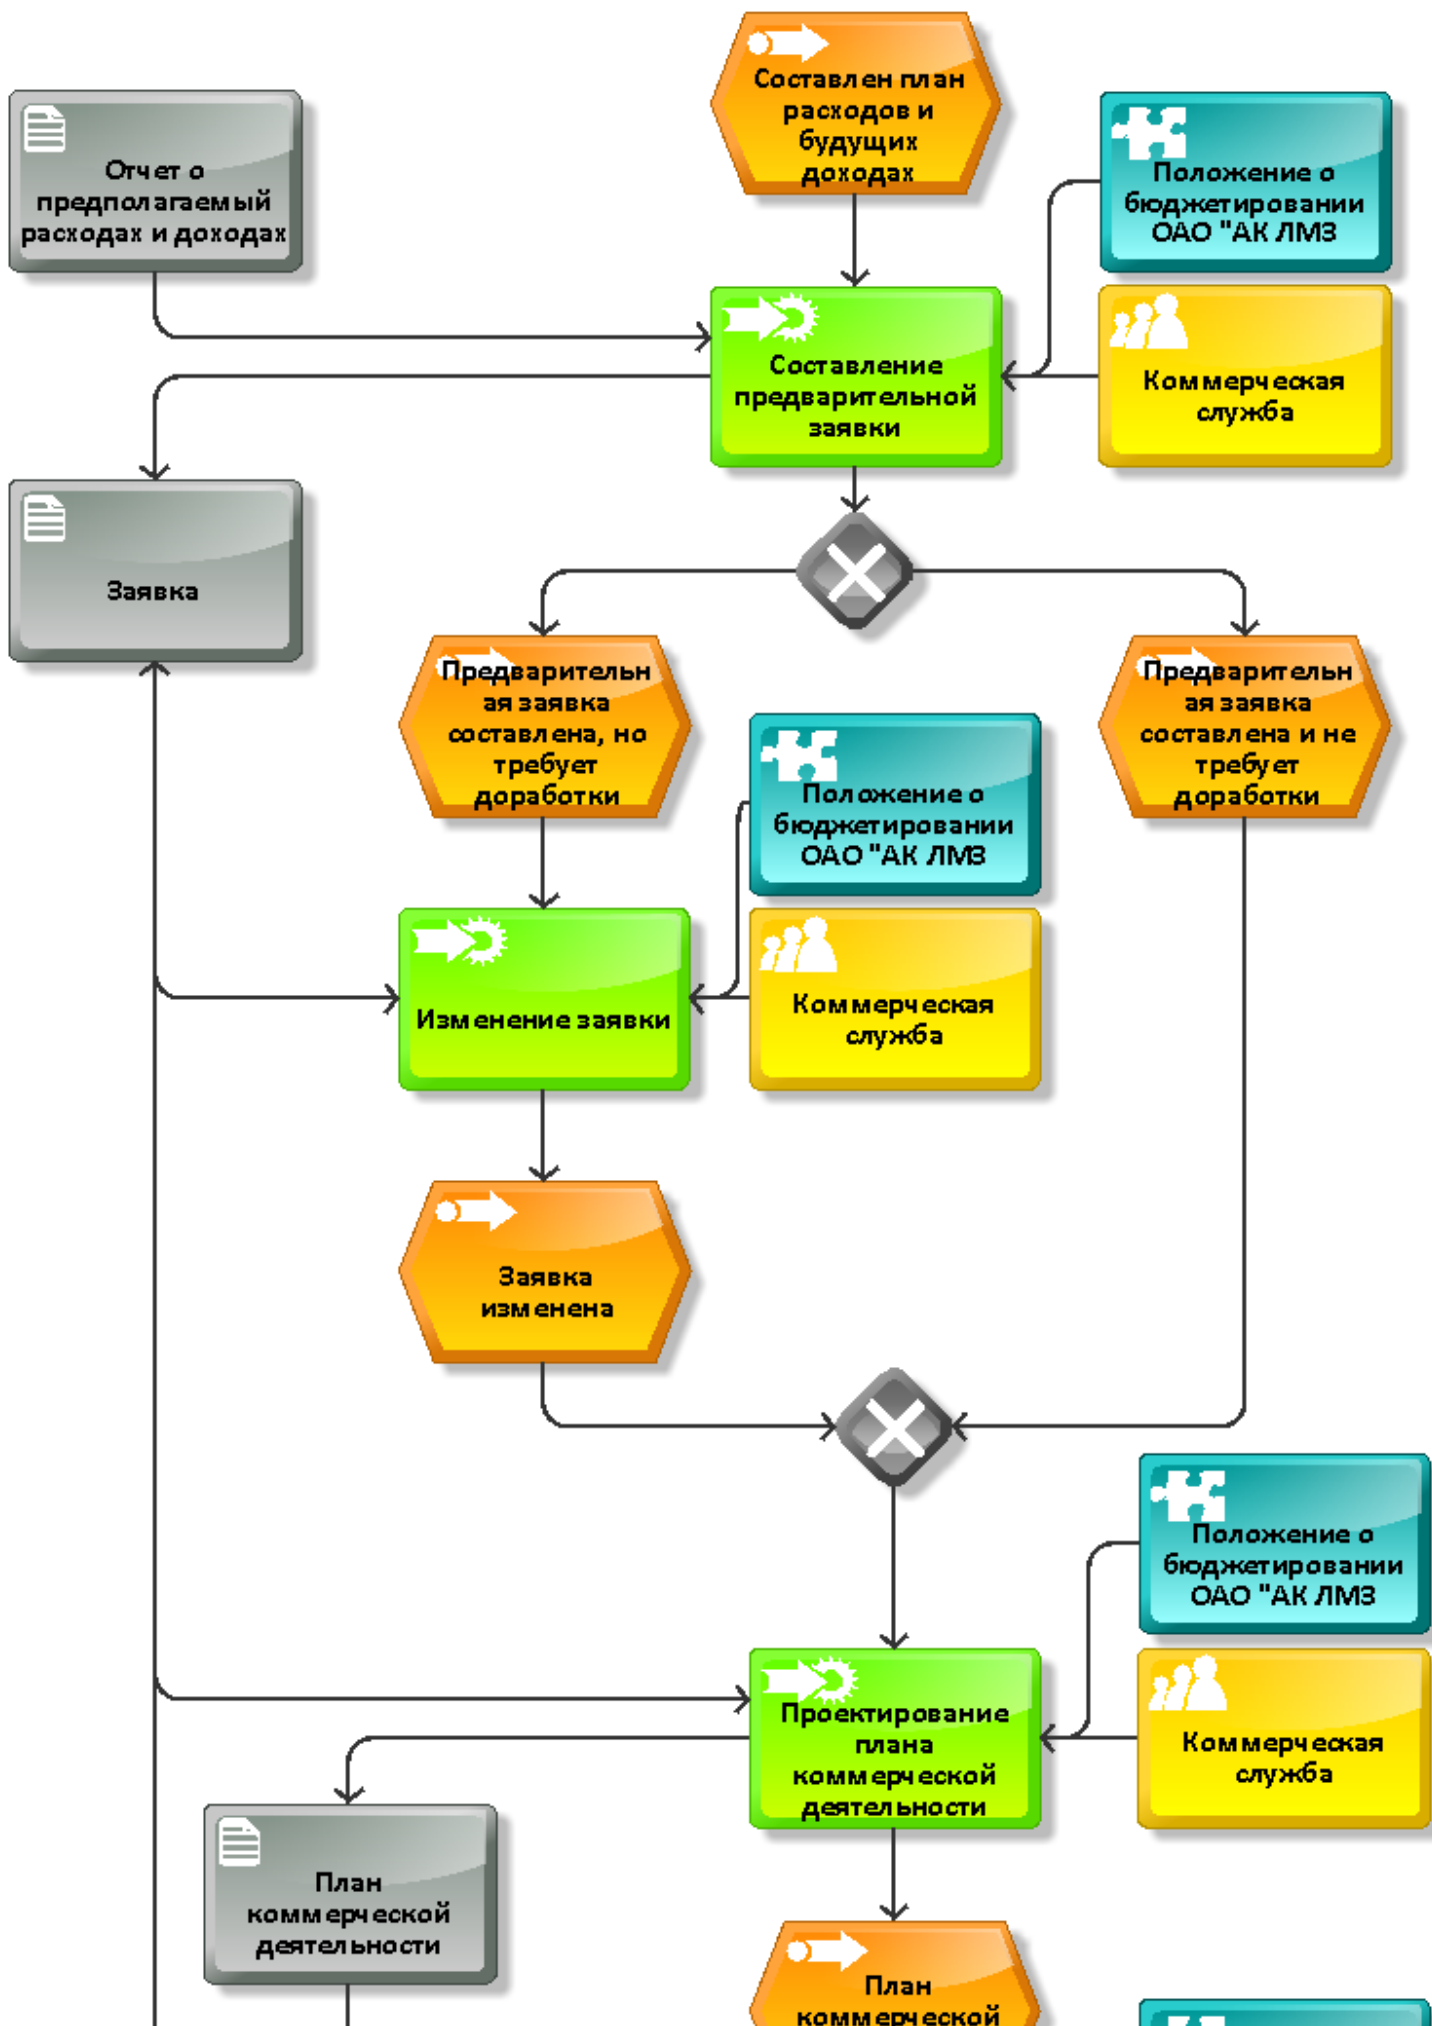 Составлен план
расходов и
будущих
доходах
Отчет о
предполагаемый
расходах и доходах
Положение о
бюджетировании
ОАО "АК ЛМЗ
Составление
предварительной
заявки
Коммерческая
служба
Заявка
Предварительн
ая заявка
составлена, но
требует
доработки
Предварительн
ая заявка
составлена и не
требует
доработки
Положение о
бюджетировании
ОАО "АК ЛМЗ
Изменение заявки
Коммерческая
служба
Заявка
изменена
Положение о
бюджетировании
ОАО "АК ЛМЗ
Проектирование
плана
коммерческой
деятельности
Коммерческая
служба
План
коммерческой
деятельности
План
коммерческой